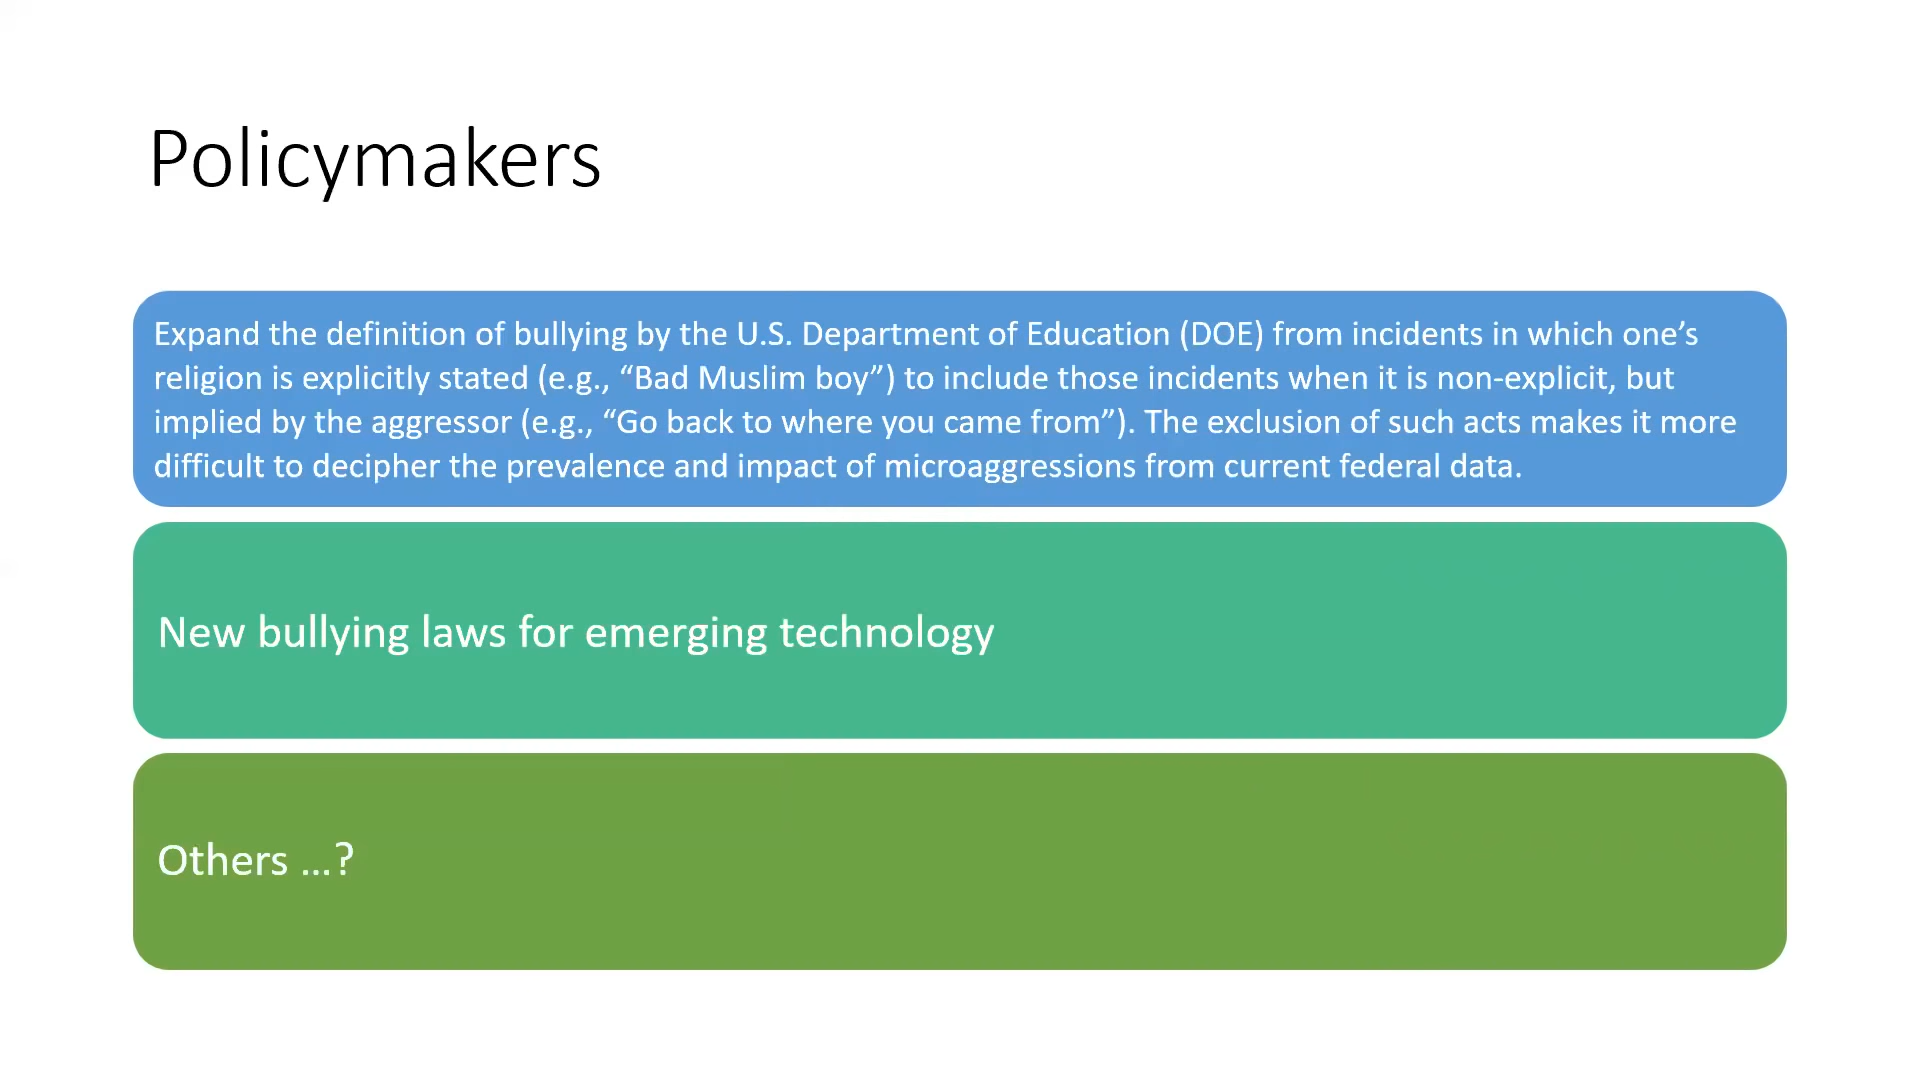 Policymakers
Expand the definition of bullying by the U.S. Department of Education (DOE) from incidents in which one’s
religion is explicitly stated (e.g., “Bad Muslim boy”) to include those incidents when it is non-explicit, but
implied by the aggressor (e.g., “Go back to where you came from”). The exclusion of such acts makes it more
difficult to decipher the prevalence and impact of microaggressions from current federal data.
New bullying laws for emerging technology
Others …?